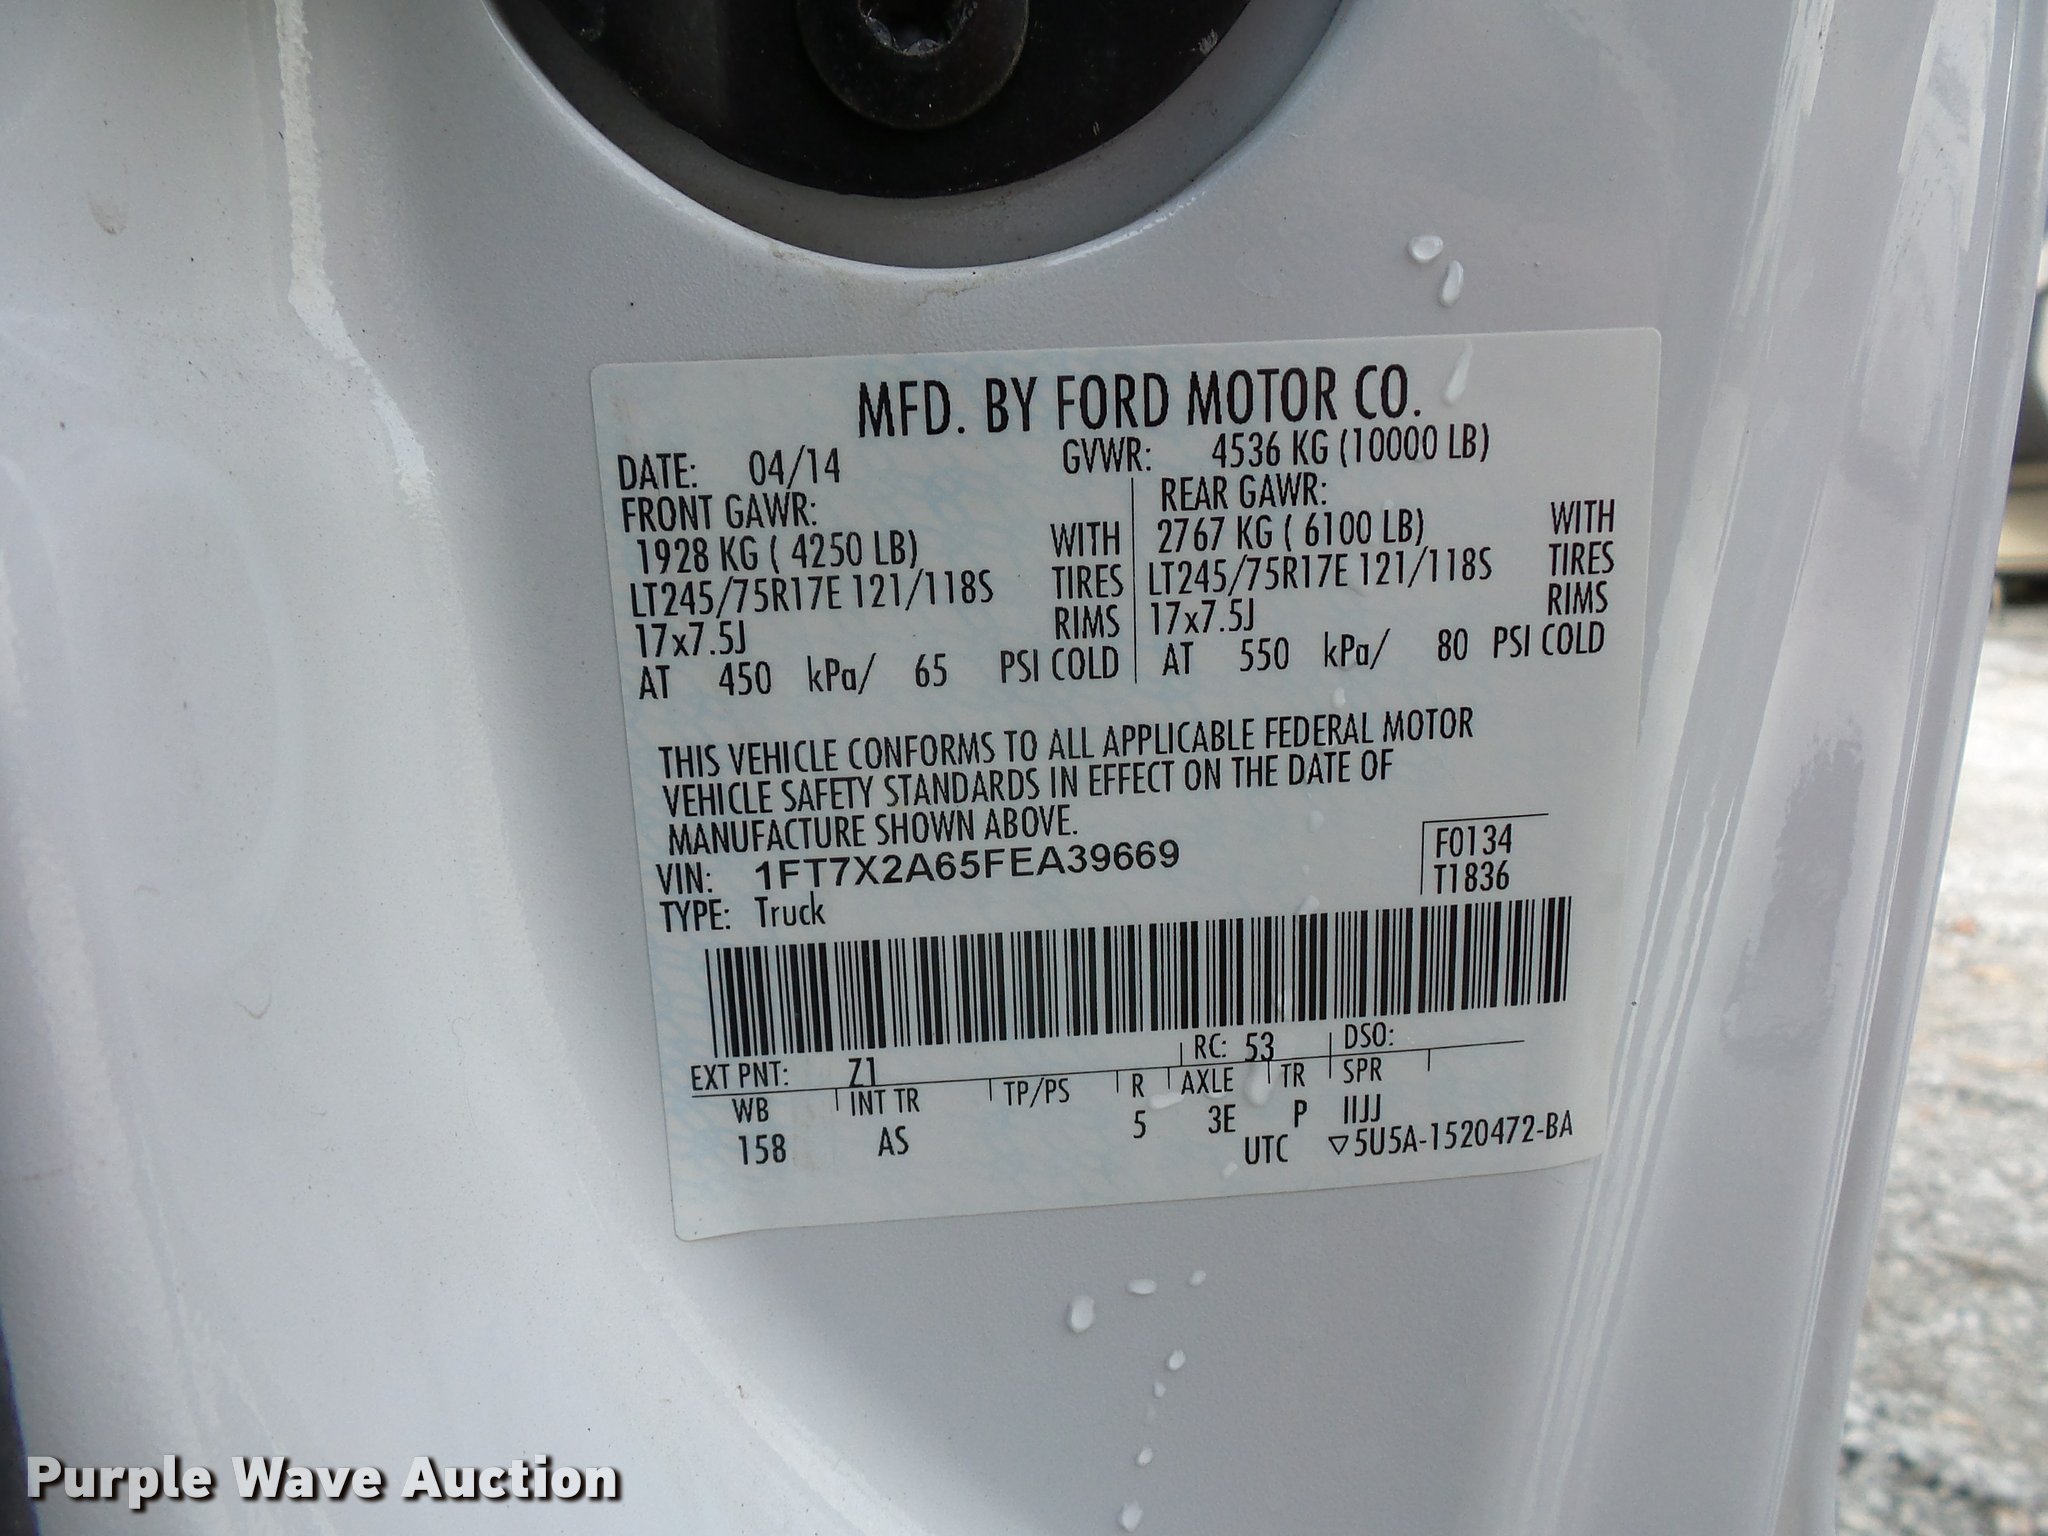 MFD. BY FORD MOTOR CO.
DATE: 04/14 GVWR: 4536 KG (10000 LB)
FRONT GAWR: REAR GAWR:
1928 KG ( 4250 LB) WITH 2767 KG ( 6100 LB) WITH
LT245/75R17E 121/118S TIRES LT245/75R17E 121/118S TIRES
17x7.5J RIMS 17x7.5J RIMS
AT 450 kPa/ 65 PSI COLD AT 550 kPa/ 80 PSI COLD
THIS VEHICLE CONFORMS TO ALL APPLICABLE FEDERAL MOTOR
VEHICLE SAFETY STANDARDS IN EFFECT ON THE DATE OF
MANUFACTURE SHOWN ABOVE.
VIN: 1FT7X2A65FEA39669 F0134
TYPE: Truck T1836
EXT PNT: Z1 RC: 53 DSO:
WB INT TR TP/PS R AXLE TR SPR
158 AS 5 3E P IIJJ
UTC ▽5U5A-1520472-BA
Purple Wave Auction